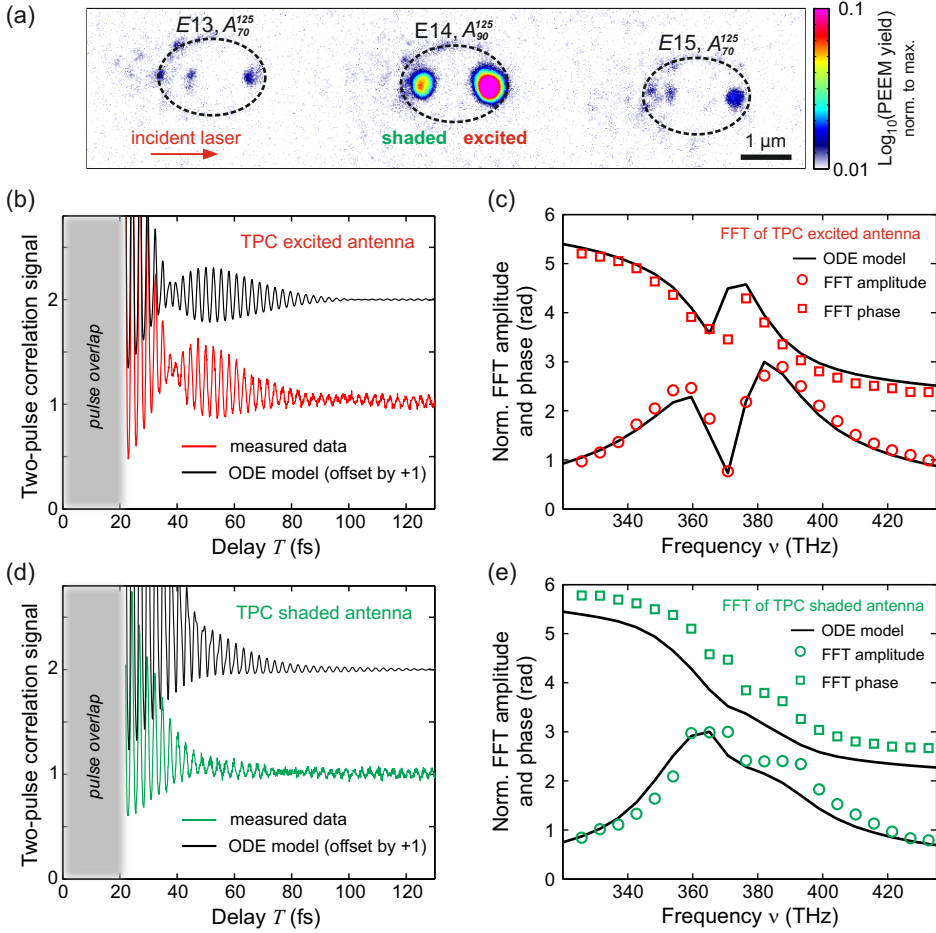 (a)
E13, A_70^125
E14, A_90^125
E15, A_70^125
incident laser
shaded
excited
1 µm
0.1
0.01
Log10(PEEM yield)
norm. to max.
(b)
Two-pulse correlation signal
TPC excited antenna
pulse overlap
measured data
ODE model (offset by +1)
2
1
0
0 20 40 60 80 100 120
Delay T (fs)
(c)
Norm. FFT amplitude
and phase (rad)
FFT of TPC excited antenna
ODE model
FFT amplitude
FFT phase
6
5
4
3
2
1
0
340 360 380 400 420
Frequency ν (THz)
(d)
Two-pulse correlation signal
TPC shaded antenna
pulse overlap
measured data
ODE model (offset by +1)
2
1
0
0 20 40 60 80 100 120
Delay T (fs)
(e)
Norm. FFT amplitude
and phase (rad)
FFT of TPC shaded antenna
ODE model
FFT amplitude
FFT phase
6
5
4
3
2
1
0
340 360 380 400 420
Frequency ν (THz)